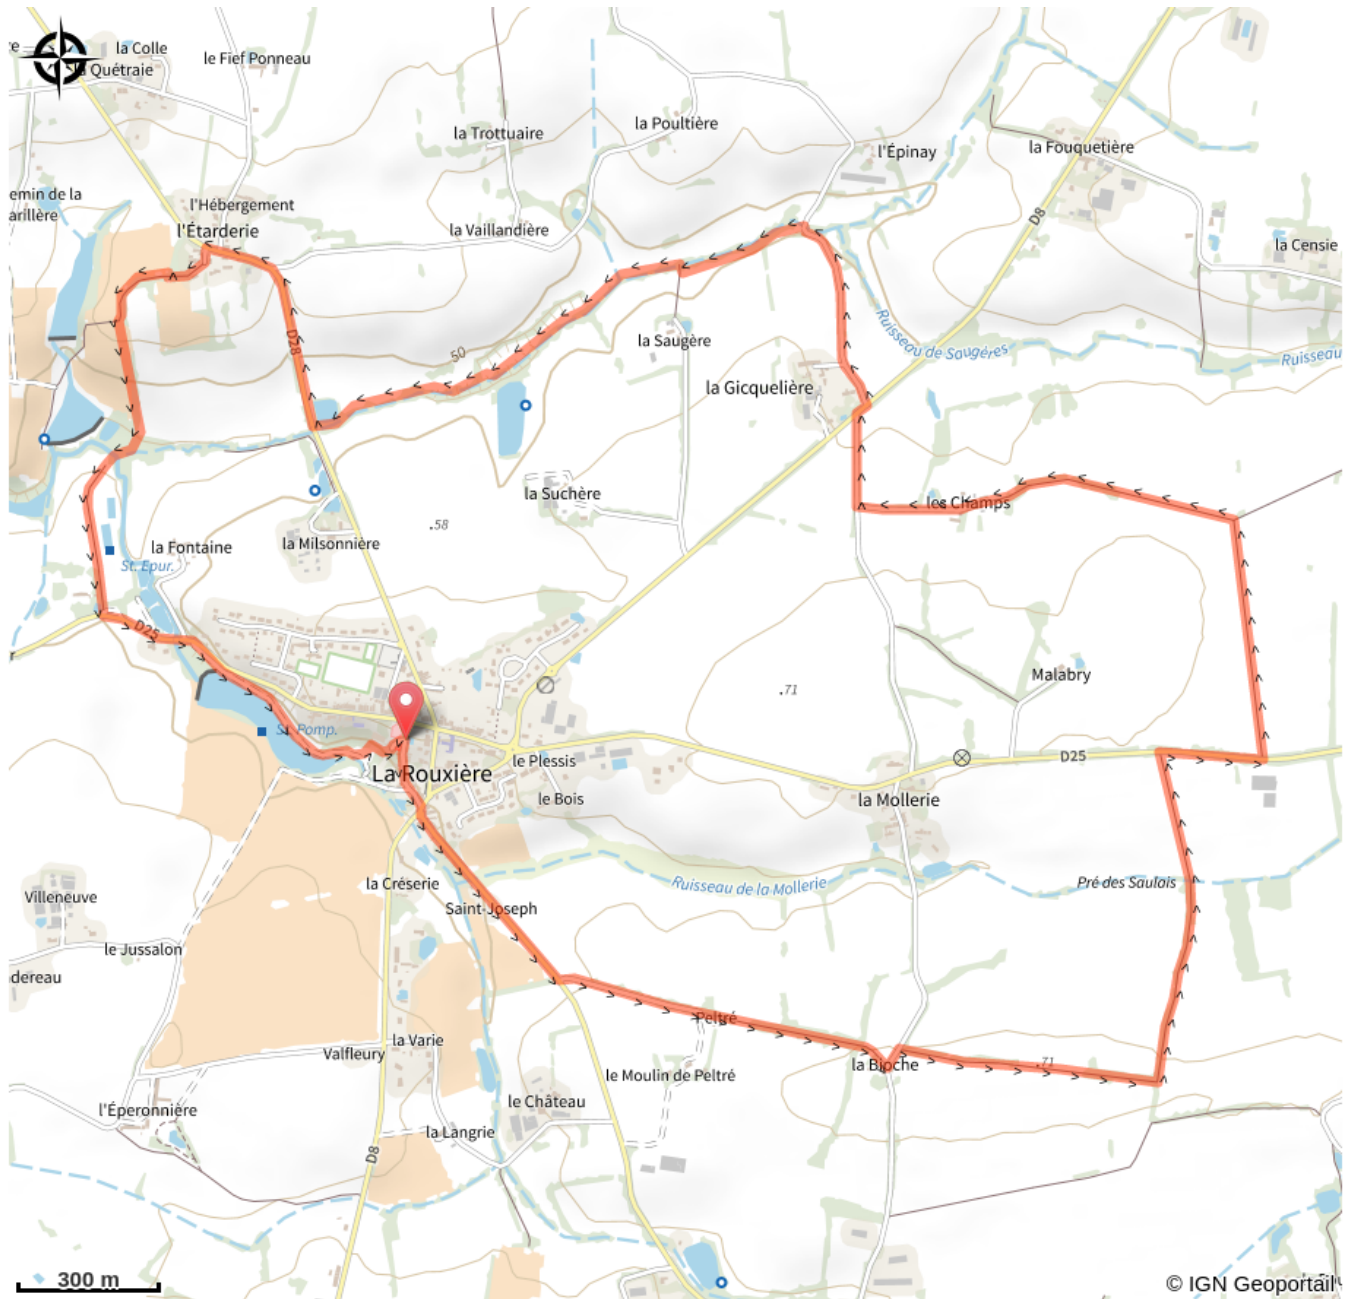 la Colle
le Fief Ponneau
la Quétraie
la Poultière
la Trottuaire
l'Épinay
la Fouquetière
emin de la
arillère
l'Hébergement
l'Étarderie
la Vaillandière
D8
la Censie
Ruisseau de Saugères
Ruisseau
D28
50
la Saugère
la Gicquelière
la Suchère
les Champs
58
la Fontaine
la Milsonnière
St. Epur.
D25
Malabry
71
St. Pomp.
La Rouxière
le Plessis
D25
le Bois
la Mollerie
la Créserie
Ruisseau de la Mollerie
Pré des Saulais
Villeneuve
Saint-Joseph
le Jussalon
dereau
Peltré
la Varie
Valfleury
la Bioche
71
le Moulin de Peltré
l'Éperonnière
le Château
la Langrie
D8
300 m
© IGN Geoportail